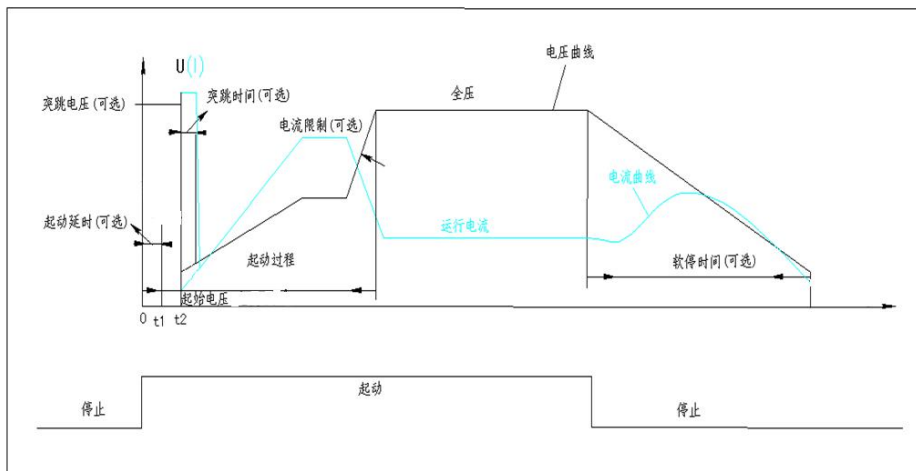 电压曲线
U(I)
突跳时间(可选)
全压
突跳电压(可选)
电流限制(可选)
电流曲线
起动延时(可选)
运行电流
起动过程
软停时间(可选)
起始电压
0 t1 t2
起动
停止
停止